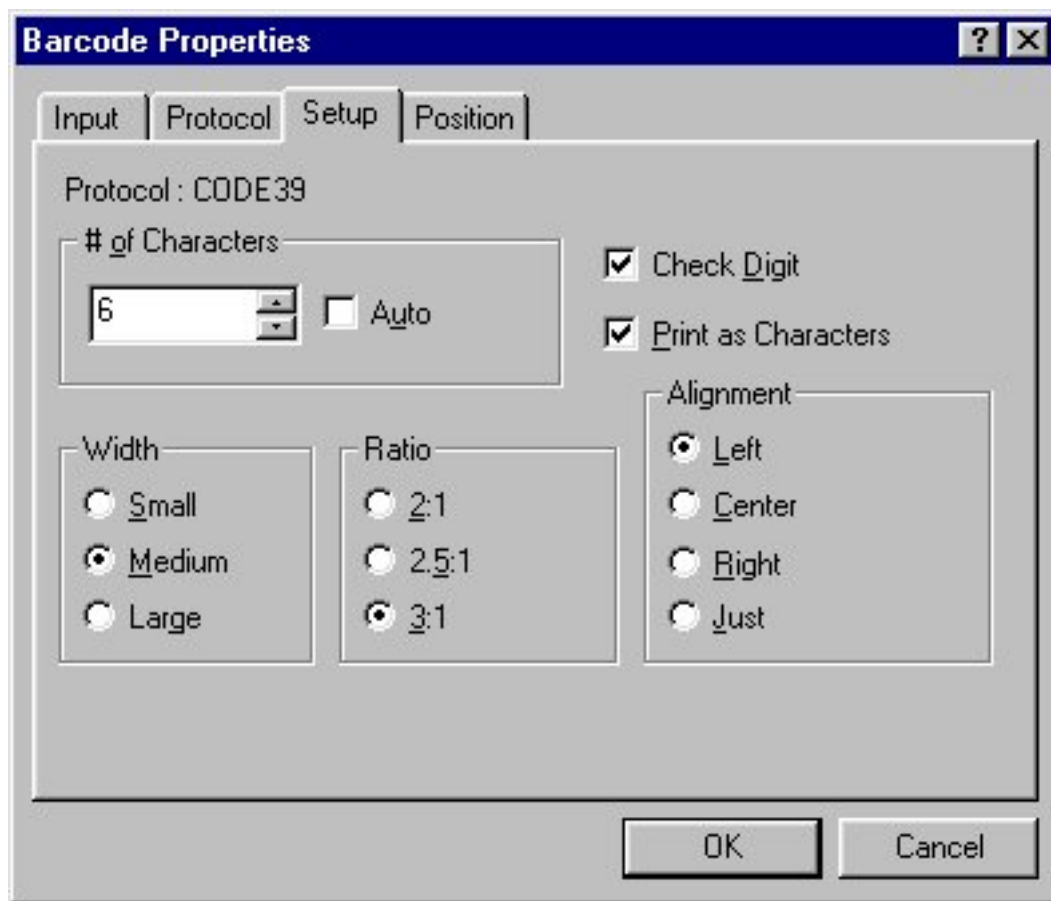 Barcode Properties
Input Protocol Setup Position
Protocol : CODE39
# of Characters
6 Auto
Check Digit
Print as Characters
Width
Small
Medium
Large
Ratio
2:1
2.5:1
3:1
Alignment
Left
Center
Right
Just
OK Cancel